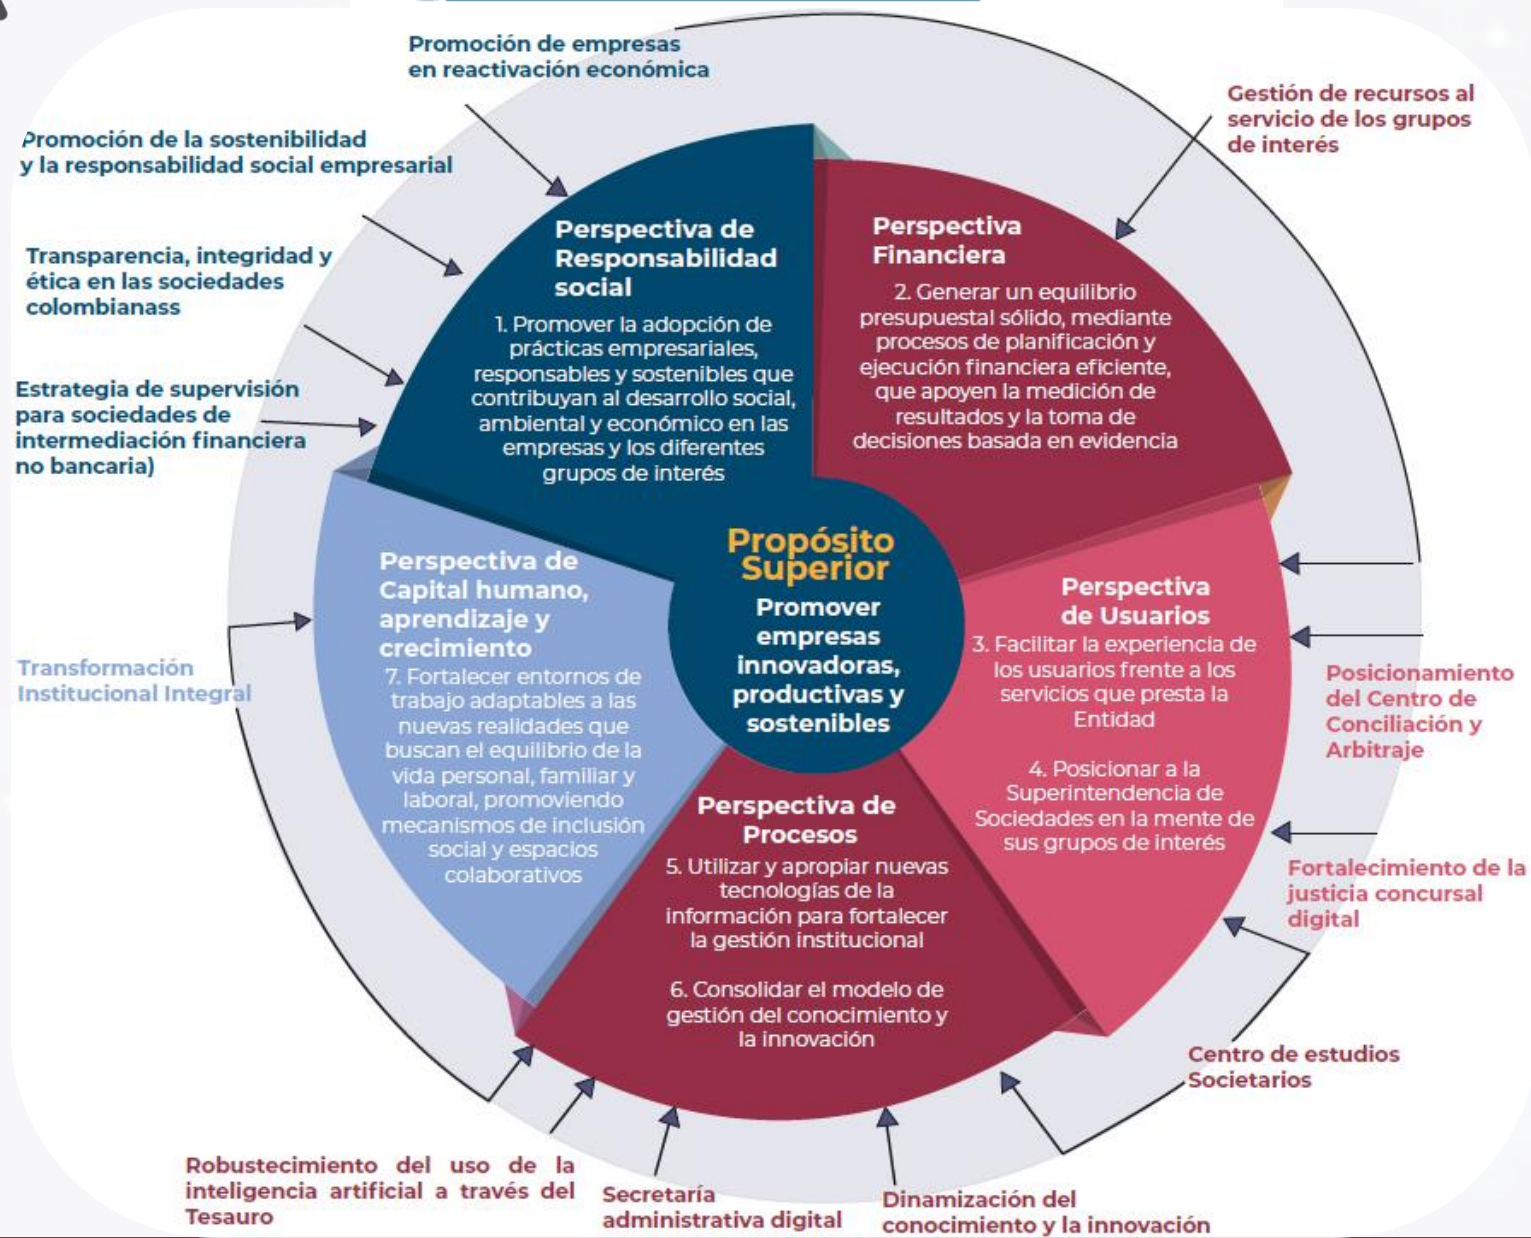 Promoción de empresas
en reactivación económica
Promoción de la sostenibilidad
y la responsabilidad social empresarial
Transparencia, integridad y
ética en las sociedades
colombianass
Estrategia de supervisión
para sociedades de
intermediación financiera
no bancaria)
Transformación
Institucional Integral
Gestión de recursos al
servicio de los grupos
de interés
Perspectiva de
Responsabilidad
social
1. Promover la adopción de
prácticas empresariales,
responsables y sostenibles que
contribuyan al desarrollo social,
ambiental y económico en las
empresas y los diferentes
grupos de interés
Perspectiva
Financiera
2. Generar un equilibrio
presupuestal sólido, mediante
procesos de planificación y
ejecución financiera eficiente,
que apoyen la medición de
resultados y la toma de
decisiones basada en evidencia
Propósito
Superior
Promover
empresas
innovadoras,
productivas y
sostenibles
Perspectiva
de Usuarios
3. Facilitar la experiencia de
los usuarios frente a los
servicios que presta la
Entidad
4. Posicionar a la
Superintendencia de
Sociedades en la mente de
sus grupos de interés
Perspectiva de
Procesos
5. Utilizar y apropiar nuevas
tecnologías de la
información para fortalecer
la gestión institucional
6. Consolidar el modelo de
gestión del conocimiento y
la innovación
Perspectiva de
Capital humano,
aprendizaje y
crecimiento
7. Fortalecer entornos de
trabajo adaptables a las
nuevas realidades que
buscan el equilibrio de la
vida personal, familiar y
laboral, promoviendo
mecanismos de inclusión
social y espacios
colaborativos
Posicionamiento
del Centro de
Conciliación y
Arbitraje
Fortalecimiento de la
justicia concursal
digital
Centro de estudios
Societarios
Robustecimiento del uso de la
inteligencia artificial a través del
Tesauro
Secretaría
administrativa digital
Dinamización del
conocimiento y la innovación